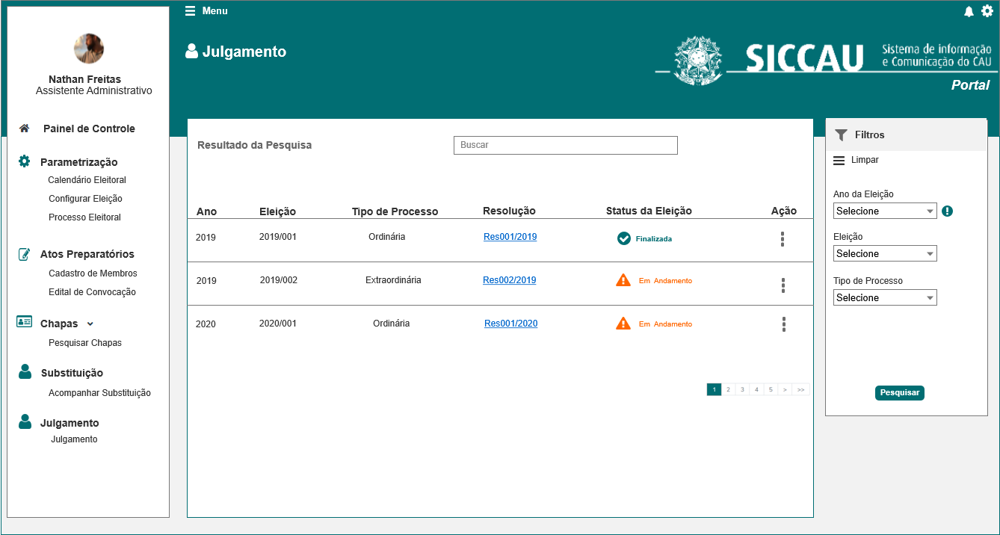 Menu
Julgamento
SICCAU
Sistema de informação
e Comunicação do CAU
Portal
Nathan Freitas
Assistente Administrativo
Painel de Controle
Parametrização
Calendário Eleitoral
Configurar Eleição
Processo Eleitoral
Atos Preparatórios
Cadastro de Membros
Edital de Convocação
Chapas
Pesquisar Chapas
Substituição
Acompanhar Substituição
Julgamento
Julgamento
Resultado da Pesquisa
Buscar
Ano Eleição Tipo de Processo Resolução Status da Eleição Ação
2019 2019/001 Ordinária Res001/2019 Finalizada
2019 2019/002 Extraordinária Res002/2019 Em Andamento
2020 2020/001 Ordinária Res001/2020 Em Andamento
1 2 3 4 5 > >>
Filtros
Limpar
Ano da Eleição
Selecione
Eleição
Selecione
Tipo de Processo
Selecione
Pesquisar